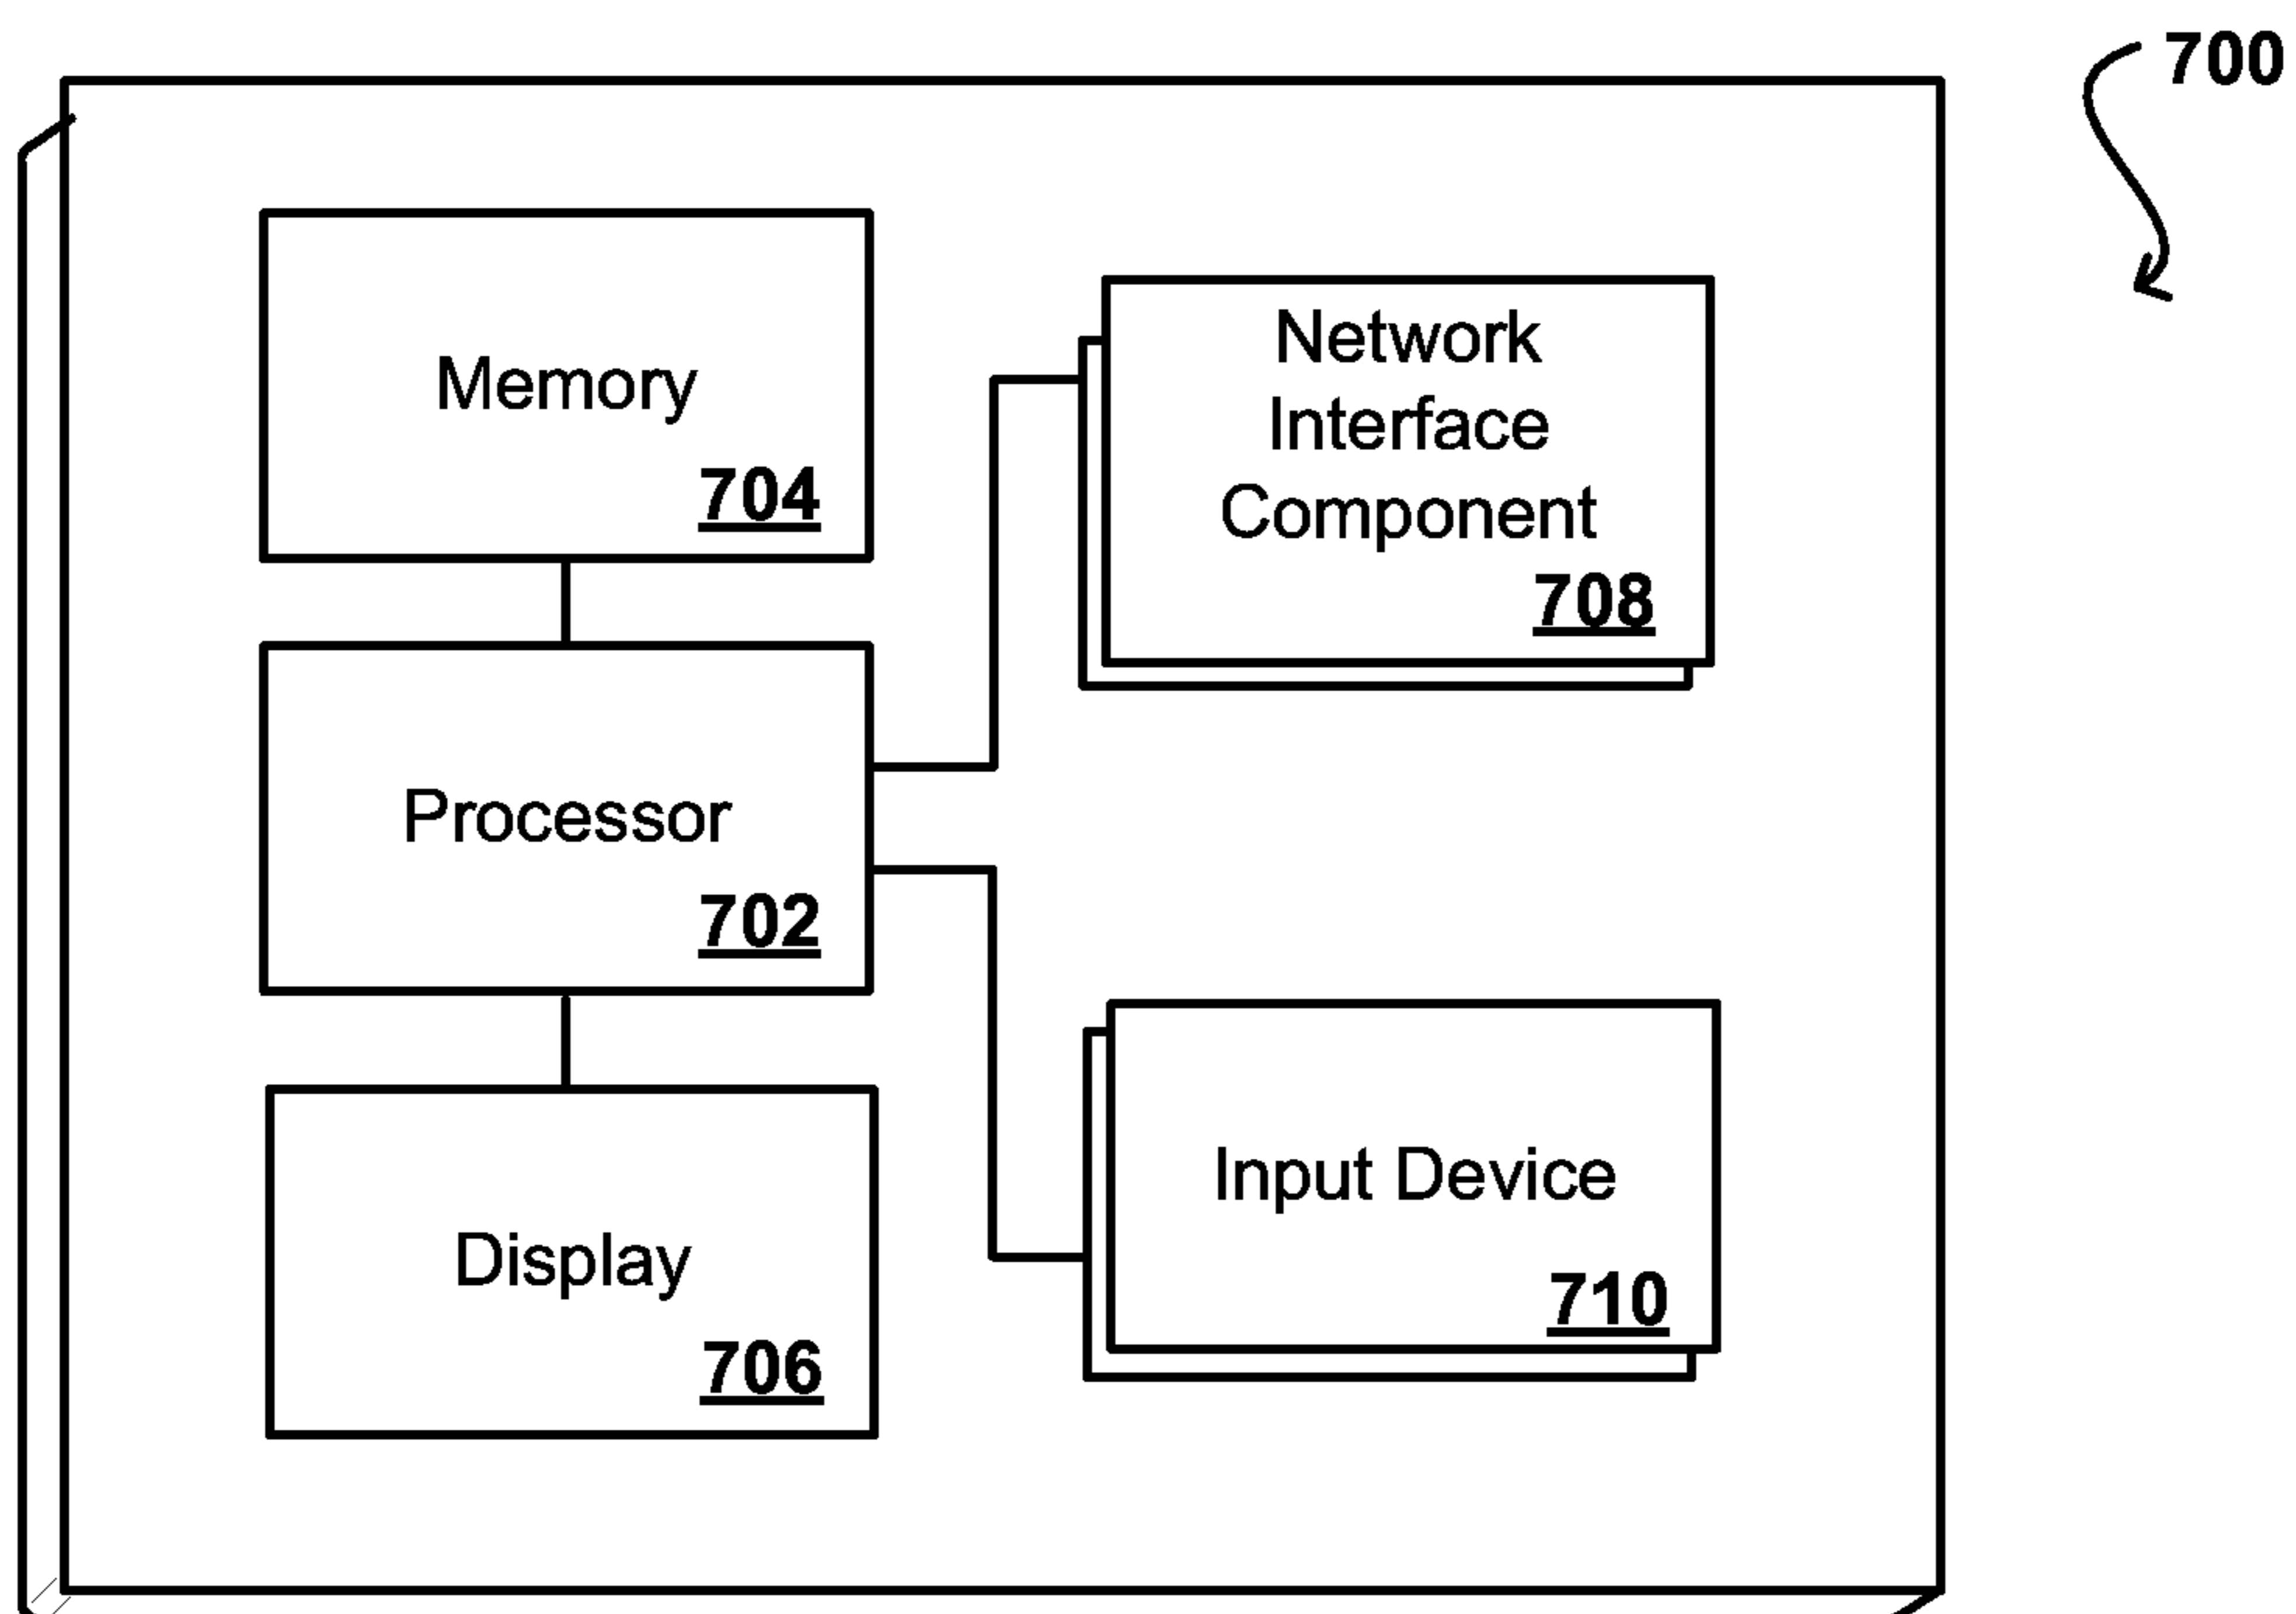 700
Memory
704
Network
Interface
Component
708
Processor
702
Input Device
710
Display
706